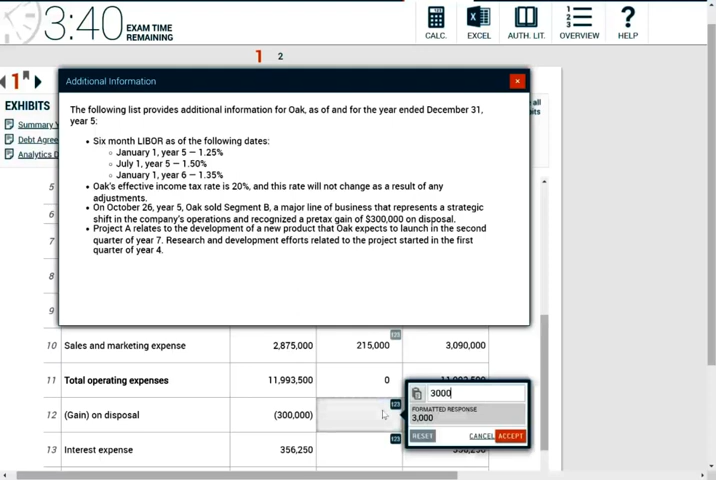 3:40 EXAM TIME REMAINING
CALC.
EXCEL
AUTH. LIT.
OVERVIEW
HELP
1 2
1
Additional Information
×
The following list provides additional information for Oak, as of and for the year ended December 31,
year 5:
• Six month LIBOR as of the following dates:
○ January 1, year 5 – 1.25%
○ July 1, year 5 – 1.50%
○ January 1, year 6 – 1.35%
• Oak's effective income tax rate is 20%, and this rate will not change as a result of any
adjustments.
• On October 26, year 5, Oak sold Segment B, a major line of business that represents a strategic
shift in the company's operations and recognized a pretax gain of $300,000 on disposal.
• Project A relates to the development of a new product that Oak expects to launch in the second
quarter of year 7. Research and development efforts related to the project started in the first
quarter of year 4.
EXHIBITS
all
Summary
Debt Agree
Analytics D
5
6
7
8
9
10 Sales and marketing expense 2,875,000 215,000 3,090,000
11 Total operating expenses 11,993,500 0
12 (Gain) on disposal (300,000)
13 Interest expense 356,250
123
123
123
3000
FORMATTED RESPONSE
3,000
RESET CANCEL ACCEPT